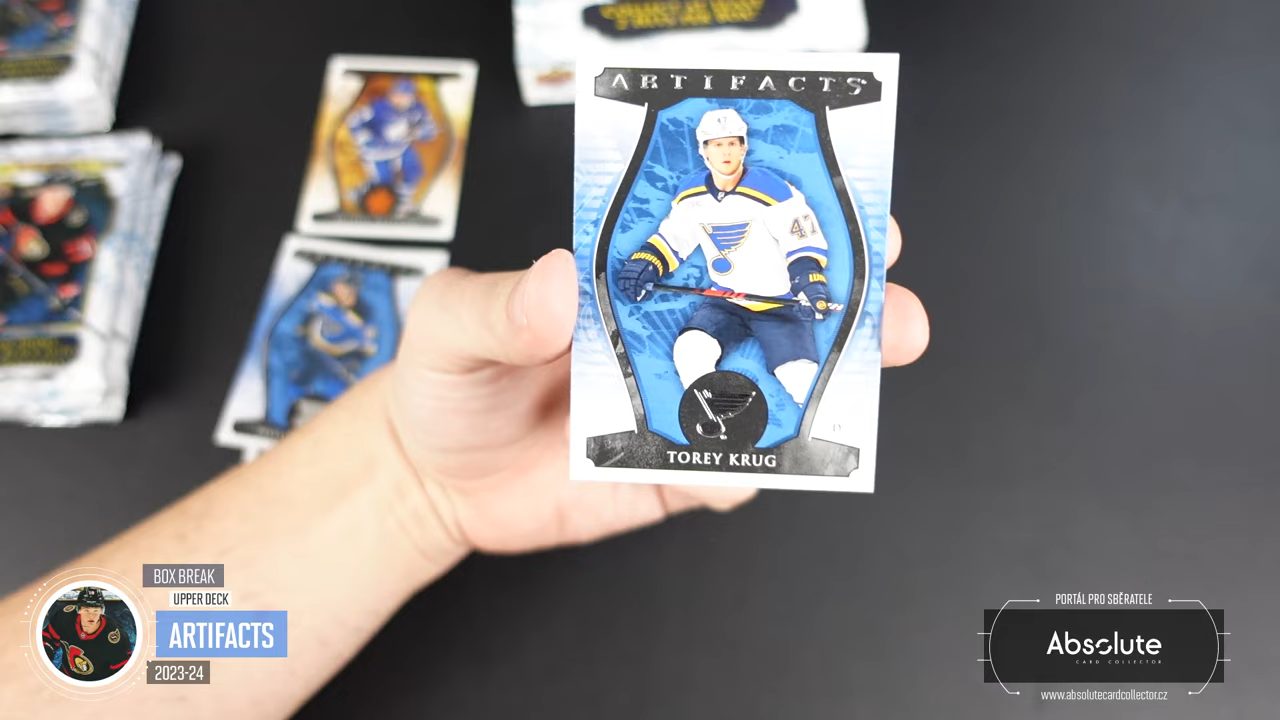 ARTIFACTS
47
47
TOREY KRUG
D
BOX BREAK
UPPER DECK
ARTIFACTS
2023-24
PORTÁL PRO SBĚRATELE
Absolute
CARD COLLECTOR
www.absolutecardcollector.cz